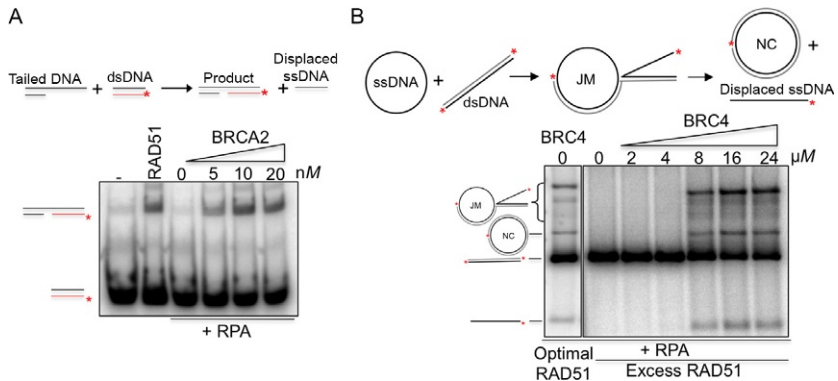 A
Tailed DNA + dsDNA → Product + Displaced ssDNA
*
*
RAD51
BRCA2
- 0 5 10 20 nM
*
*
+ RPA
B
ssDNA + dsDNA → JM → NC +
Displaced ssDNA
*
BRC4
BRC4
0 0 2 4 8 16 24 µM
JM
NC
*
Optimal RAD51
+ RPA
Excess RAD51